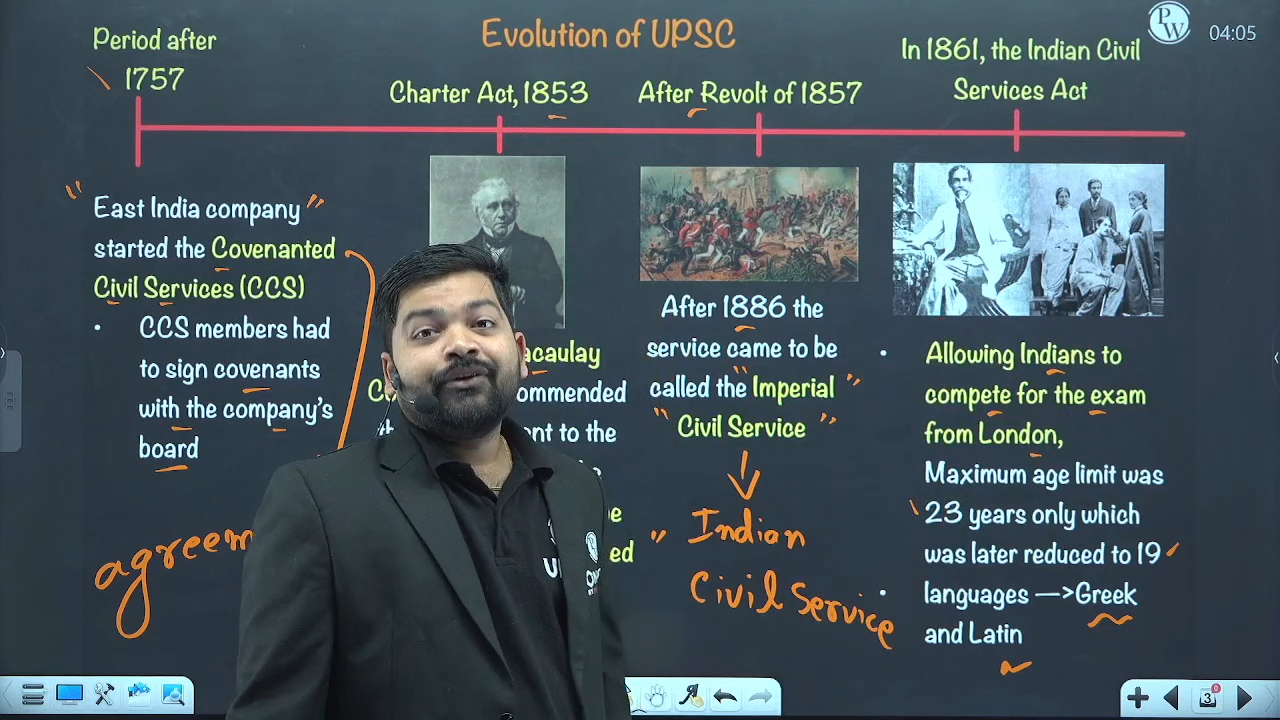 Evolution of UPSC
PW
04:05
Period after
1757
"East India company"
started the Covenanted
Civil Services (CCS)
• CCS members had
to sign covenants
with the company's
board
agreem
Charter Act, 1853
acaulay
ommended
nt to the
ed
After Revolt of 1857
After 1886 the
service came to be
called the "Imperial"
"Civil Service"
" Indian
Civil Service
In 1861, the Indian Civil
Services Act
• Allowing Indians to
compete for the exam
from London,
Maximum age limit was
23 years only which
was later reduced to 19
• languages —>Greek
and Latin
3